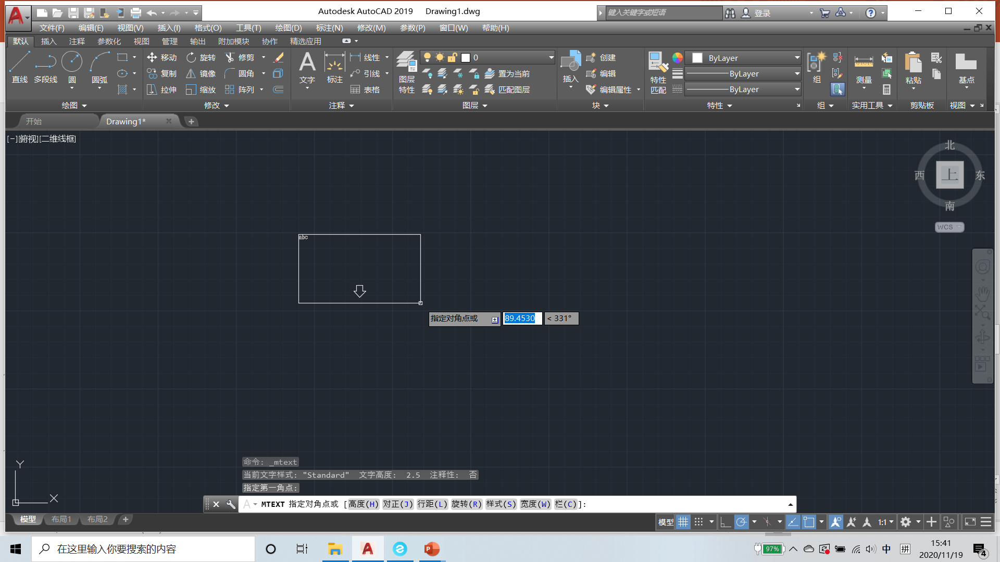 Autodesk AutoCAD 2019 Drawing1.dwg
键入关键字或短语
登录
文件(F) 编辑(E) 视图(V) 插入(I) 格式(O) 工具(T) 绘图(D) 标注(N) 修改(M) 参数(P) 窗口(W) 帮助(H)
默认 插入 注释 参数化 视图 管理 输出 附加模块 协作 精选应用
直线 多段线 圆 圆弧
移动 旋转 修剪
复制 镜像 圆角
拉伸 缩放 阵列
文字 标注
线性
引线
表格
图层
特性
0
置为当前
匹配图层
插入
创建
编辑
编辑属性
特性
匹配
ByLayer
ByLayer
ByLayer
组
测量
粘贴
基点
绘图 修改 注释 图层 块 特性 组 实用工具 剪贴板 视图
开始 Drawing1*
[−][俯视][二维线框]
北
西 上 东
南
WCS
abc
指定对角点或 89.4530 < 331°
Y
X
命令: _mtext
当前文字样式: "Standard" 文字高度: 2.5 注释性: 否
指定第一角点:
MTEXT 指定对角点或 [高度(H) 对正(J) 行距(L) 旋转(R) 样式(S) 宽度(W) 栏(C)]:
模型 布局1 布局2
模型 1:1
在这里输入你要搜索的内容
97%
中 拼
15:41
2020/11/19
4